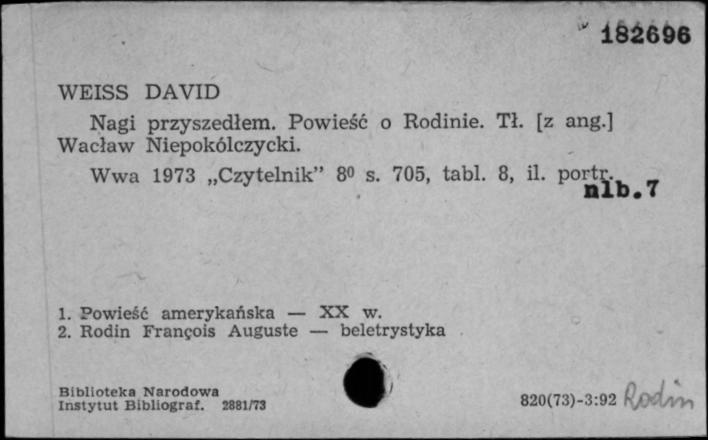 182696
WEISS DAVID
Nagi przyszedłem. Powieść o Rodinie. Tł. [z ang.]
Wacław Niepokólczycki.
Wwa 1973 „Czytelnik” 8⁰ s. 705, tabl. 8, il. portr.
nlb.7
1. Powieść amerykańska — XX w.
2. Rodin François Auguste — beletrystyka
Biblioteka Narodowa
Instytut Bibliograf. 2881/73
820(73)-3:92 Rodin